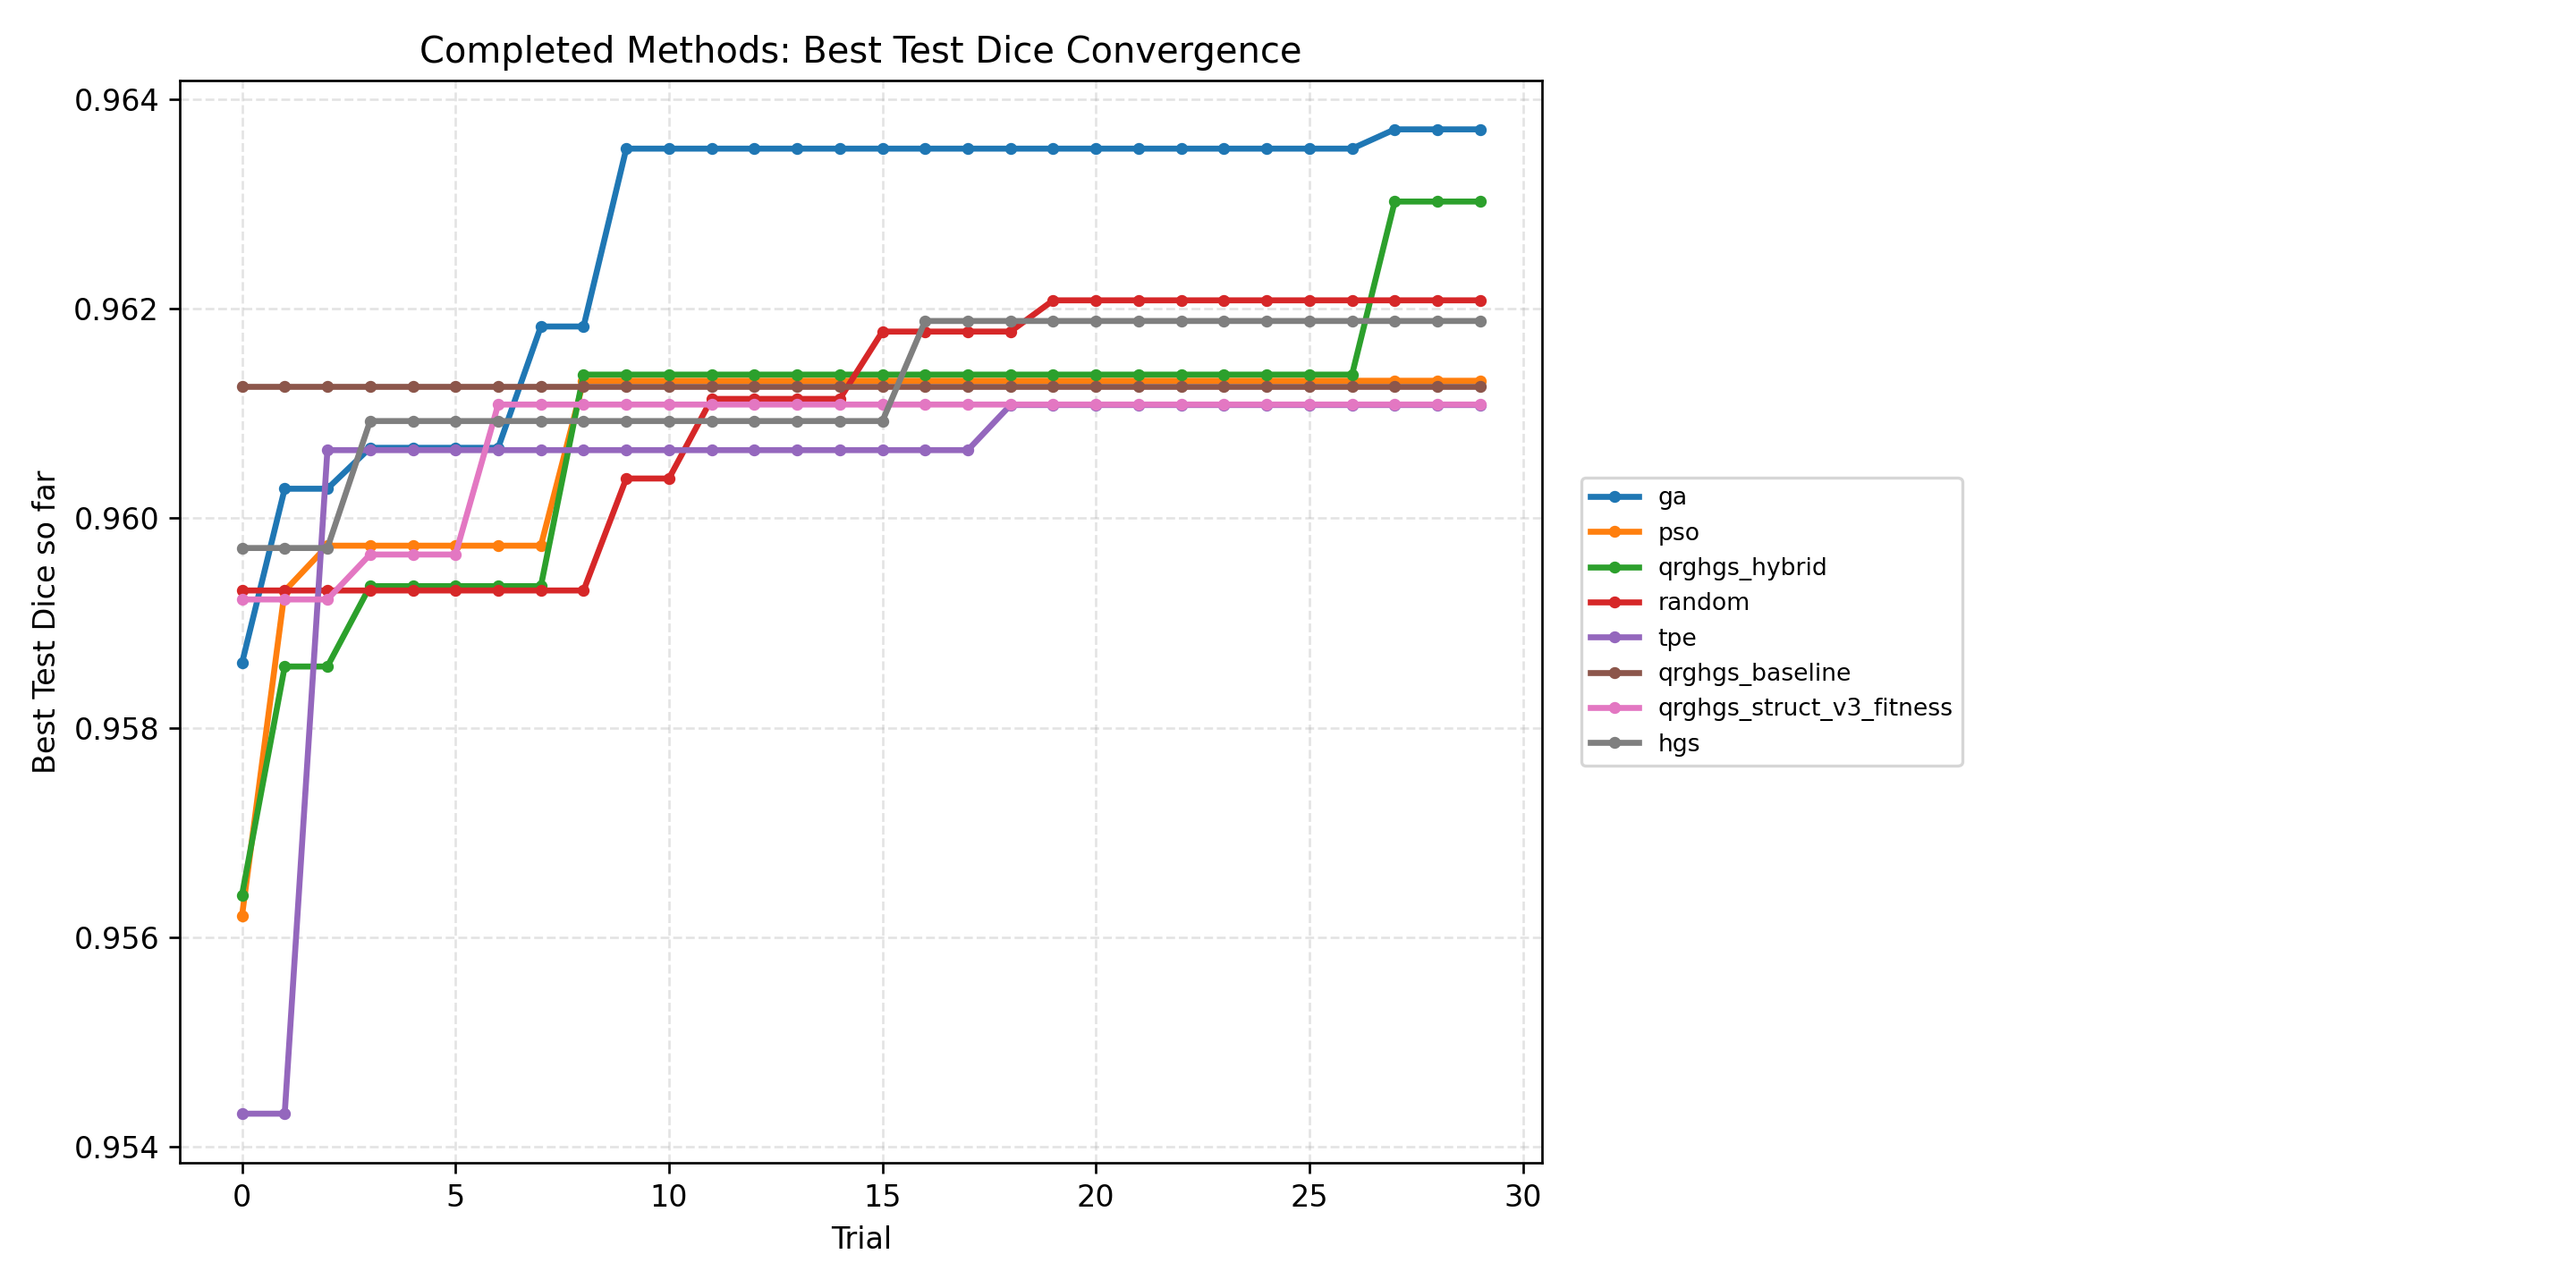 Completed Methods: Best Test Dice Convergence
0.964
0.962
0.960
0.958
0.956
0.954
Best Test Dice so far
0
5
10
15
20
25
30
Trial
ga
pso
qrghgs_hybrid
random
tpe
qrghgs_baseline
qrghgs_struct_v3_fitness
hgs